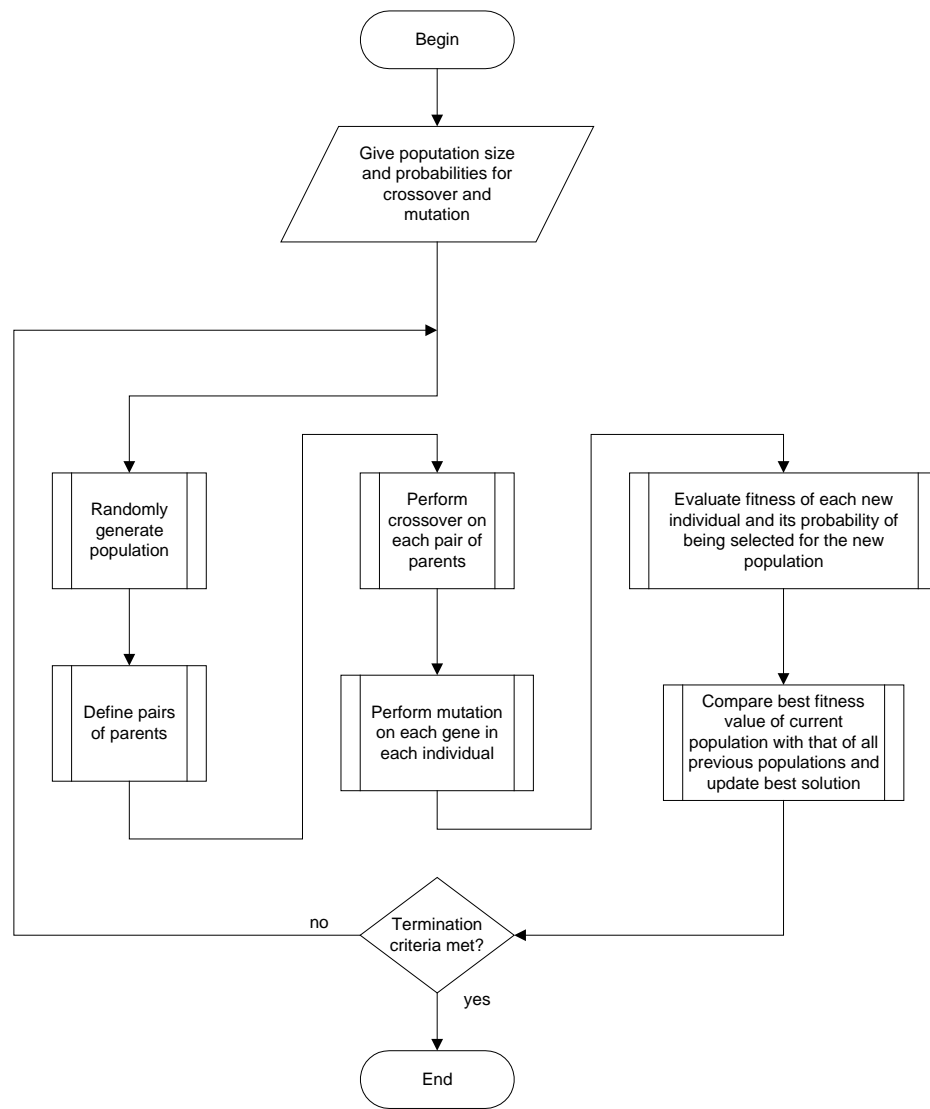 Begin
Give poputation size
and probabilities for
crossover and
mutation
Randomly
generate
population
Define pairs
of parents
Perform
crossover on
each pair of
parents
Perform mutation
on each gene in
each individual
Evaluate fitness of each new
individual and its probability of
being selected for the new
population
Compare best fitness
value of current
population with that of all
previous populations and
update best solution
Termination
criteria met?
no
yes
End